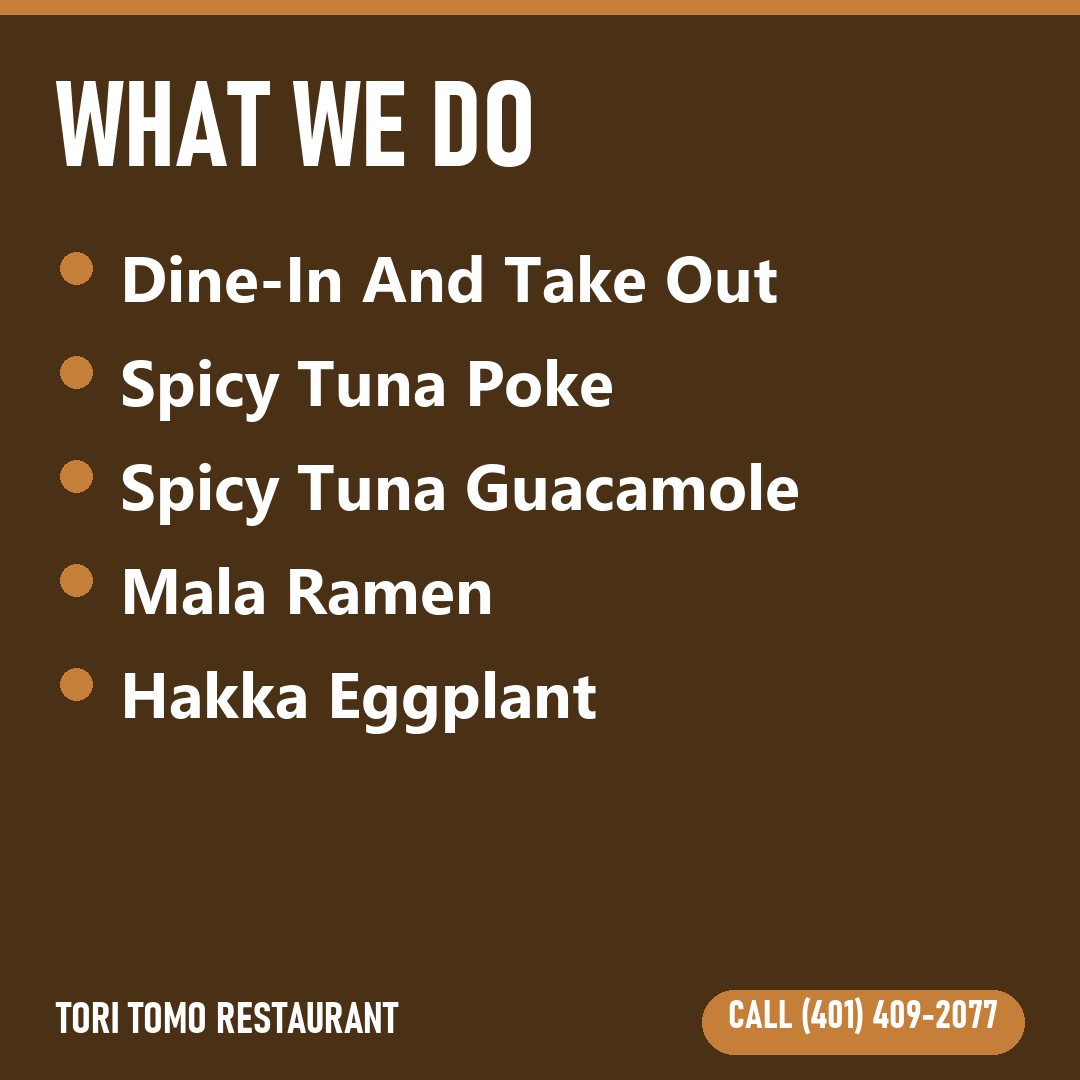 WHAT WE DO
Dine-In And Take Out
Spicy Tuna Poke
Spicy Tuna Guacamole
Mala Ramen
Hakka Eggplant
TORI TOMO RESTAURANT
CALL (401) 409-2077